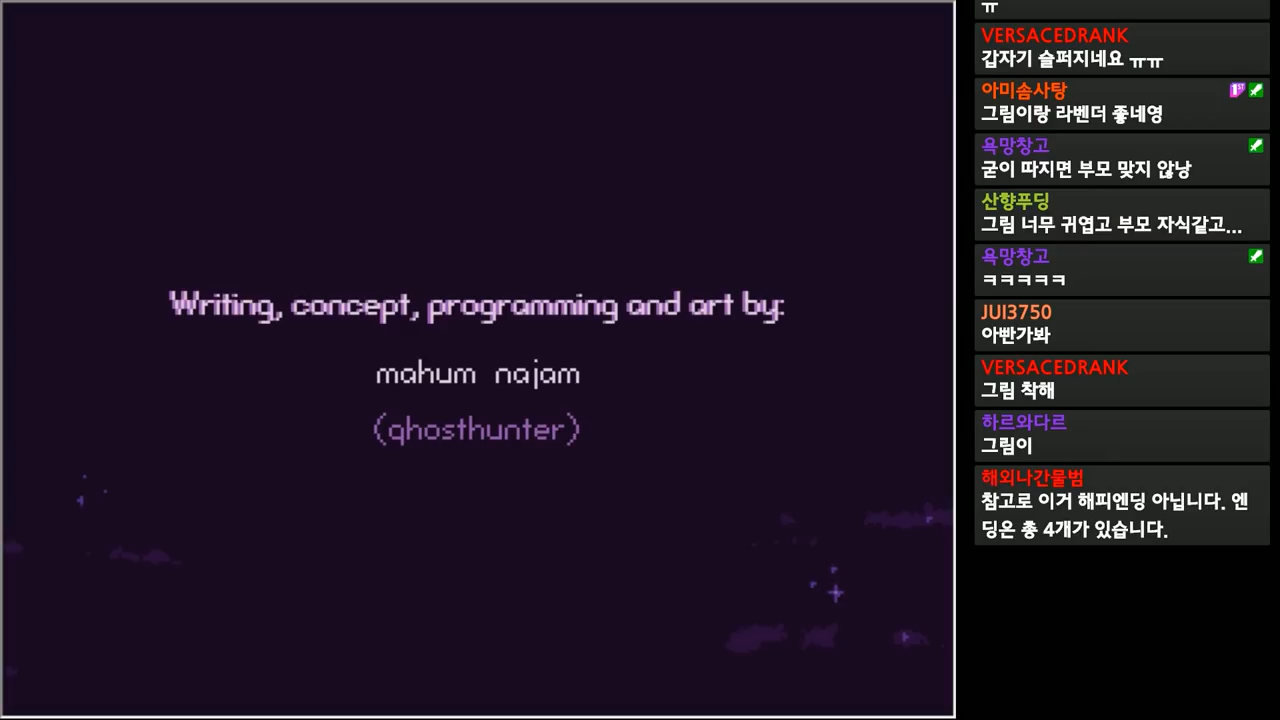 Writing, concept, programming and art by:
mahum najam
(ghosthunter)
ㅠ
VERSACEDRANK
갑자기 슬퍼지네요 ㅠㅠ
아미솜사탕
그림이랑 라벤더 좋네영
욕망창고
굳이 따지면 부모 맞지 않낭
산향푸딩
그림 너무 귀엽고 부모 자식같고...
욕망창고
ㅋㅋㅋㅋㅋ
JUI3750
아빤가봐
VERSACEDRANK
그림 착해
하르와다르
그림이
해외나간물범
참고로 이거 해피엔딩 아닙니다. 엔
딩은 총 4개가 있습니다.